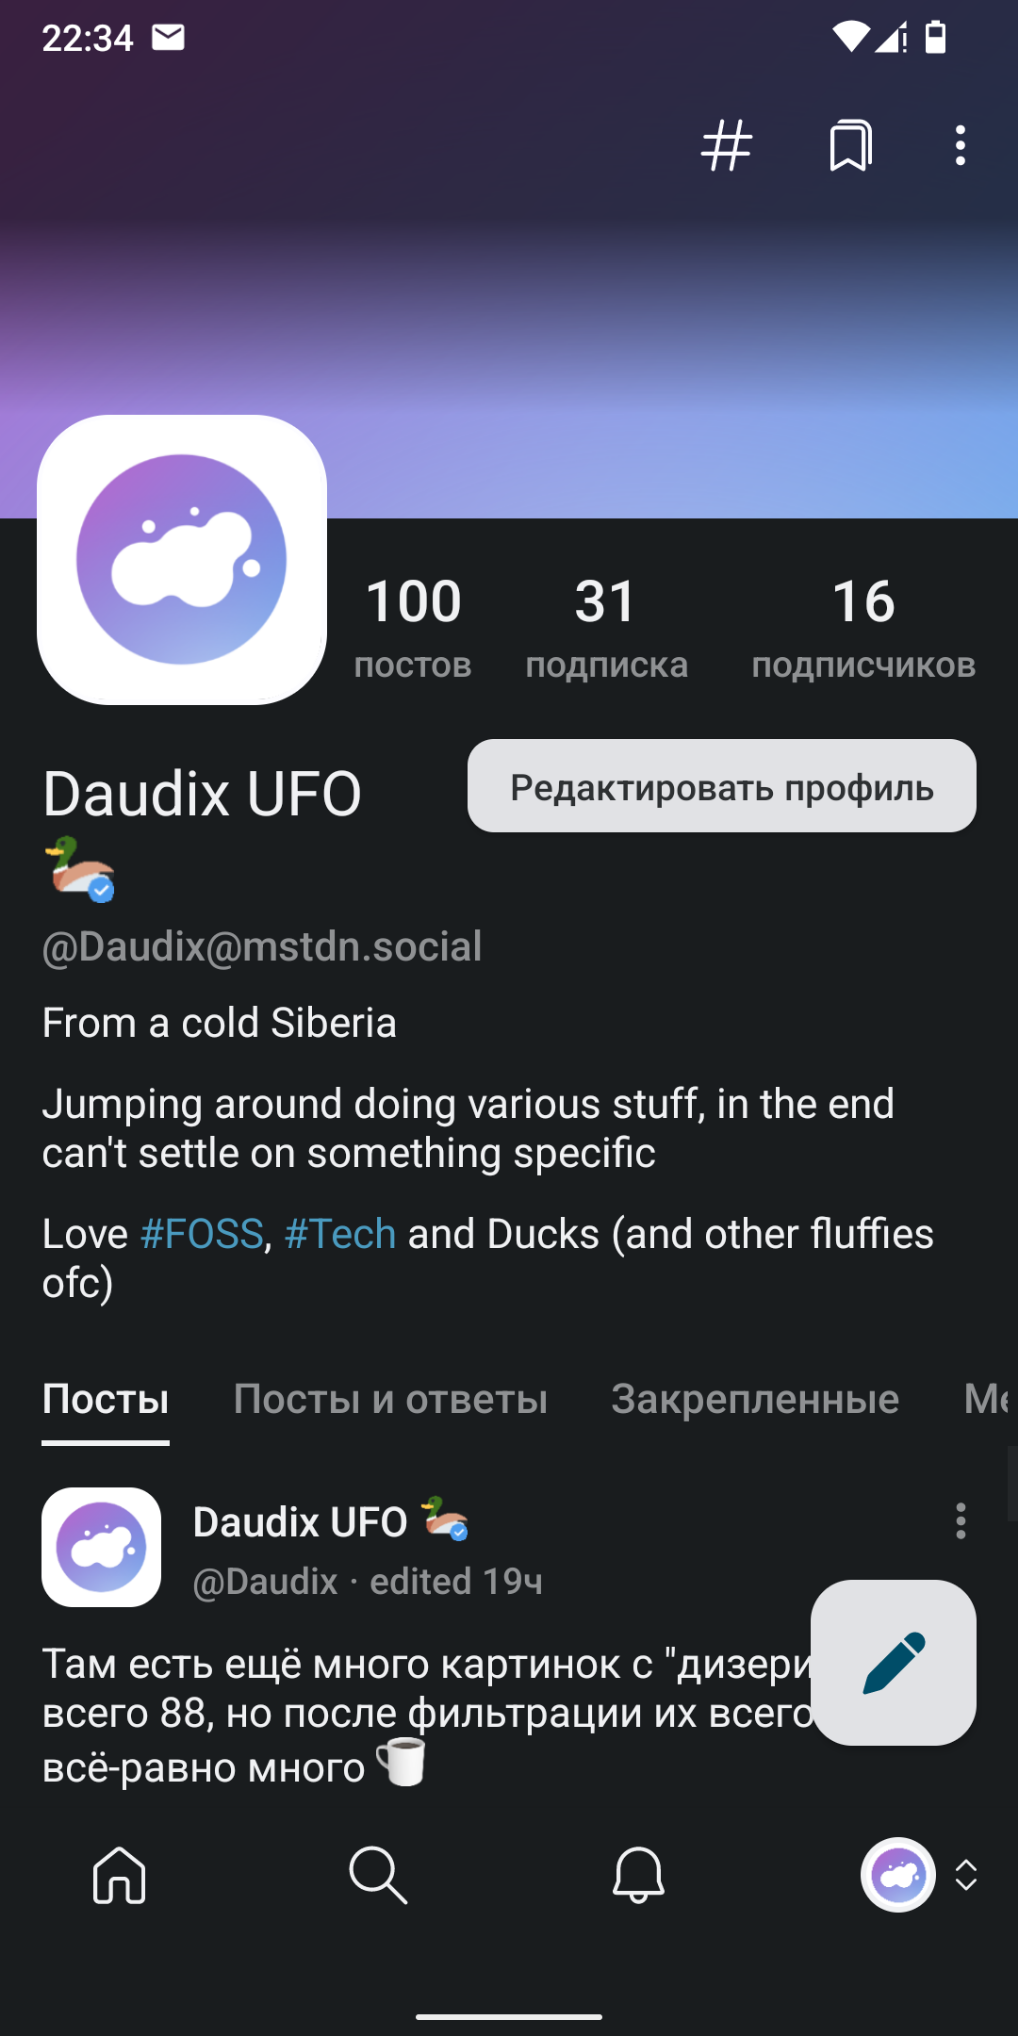 22:34
100
31
16
постов
подписка
подписчиков
Daudix UFO
Редактировать профиль
@Daudix@mstdn.social
From a cold Siberia
Jumping around doing various stuff, in the end
can't settle on something specific
Love #FOSS, #Tech and Ducks (and other fluffies
ofc)
Посты
Посты и ответы
Закрепленные
Daudix UFO
@Daudix · edited 19ч
Там есть ещё много картинок с "дизери
всего 88, но после фильтрации их всего
всё-равно много